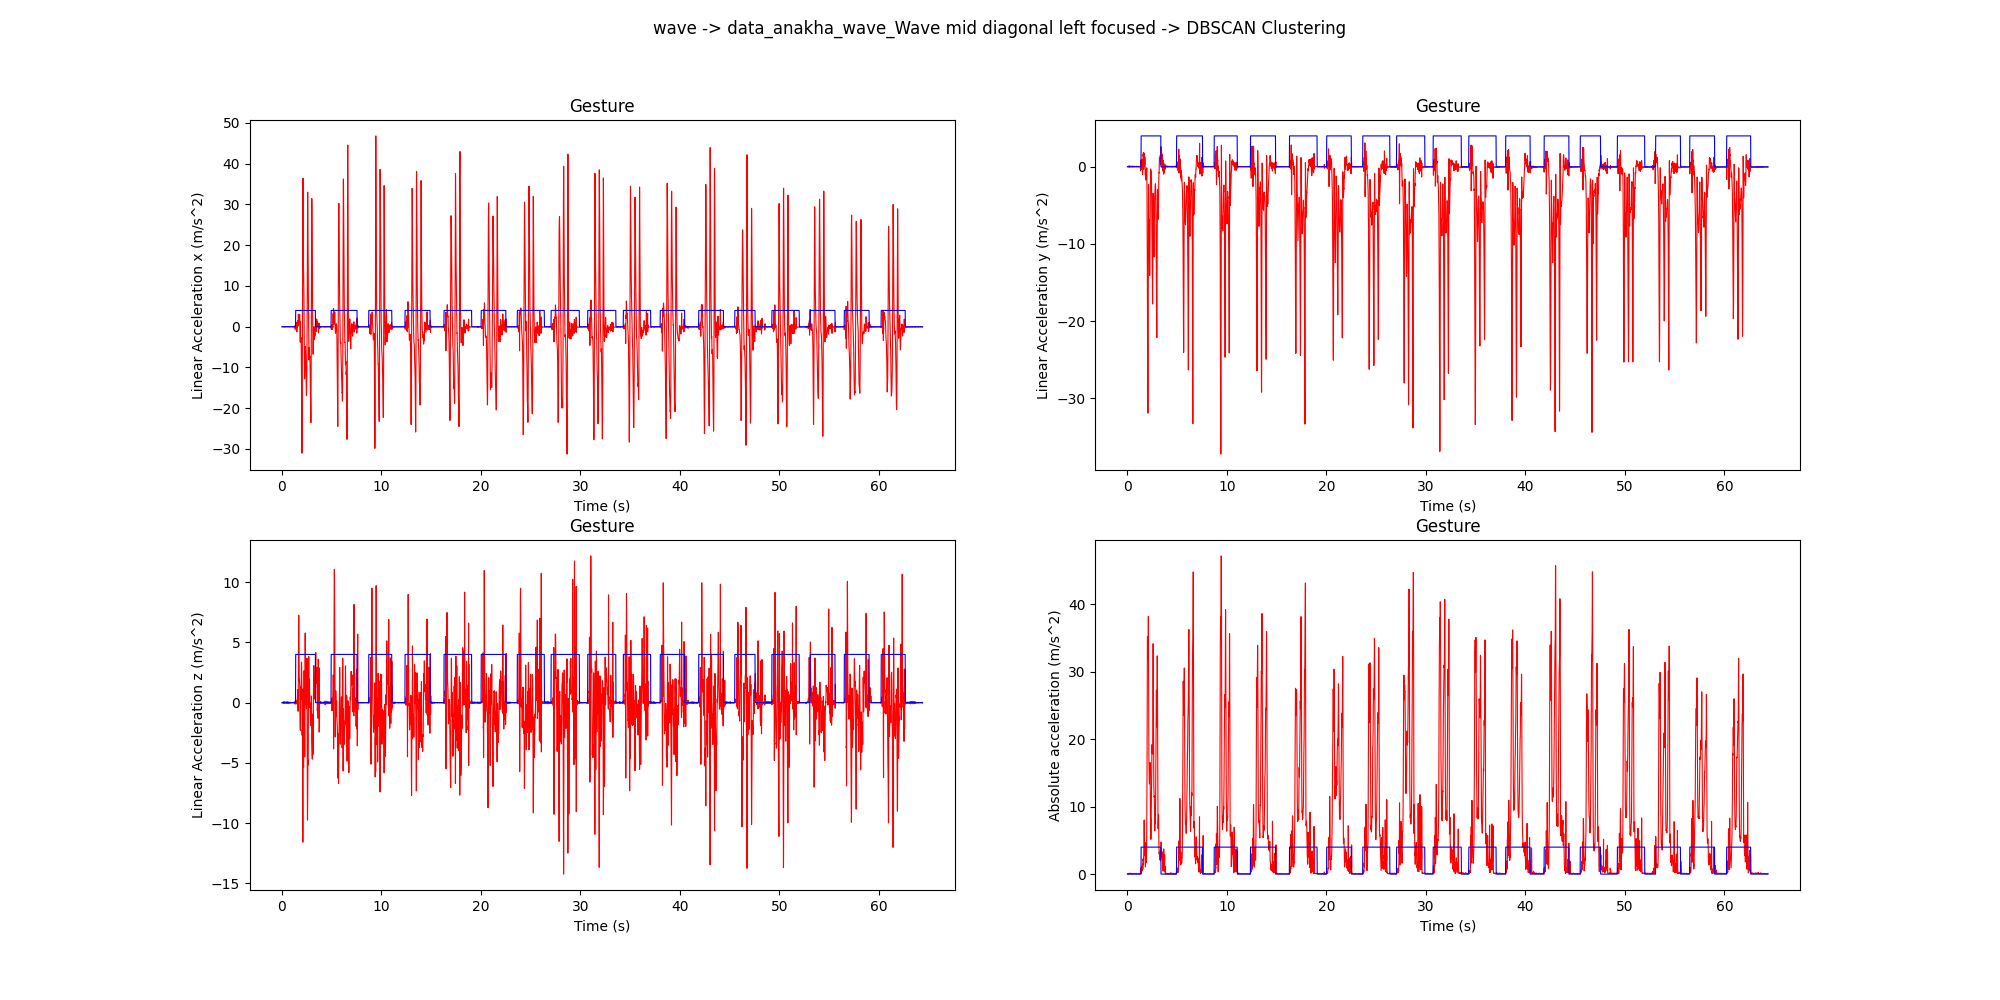 wave -> data_anakha_wave_Wave mid diagonal left focused -> DBSCAN Clustering
Gesture
Linear Acceleration x (m/s^2)
50
40
30
20
10
0
−10
−20
−30
0 10 20 30 40 50 60
Time (s)
Gesture
Linear Acceleration y (m/s^2)
0
−10
−20
−30
0 10 20 30 40 50 60
Time (s)
Gesture
Linear Acceleration z (m/s^2)
10
5
0
−5
−10
−15
0 10 20 30 40 50 60
Time (s)
Gesture
Absolute acceleration (m/s^2)
40
30
20
10
0
0 10 20 30 40 50 60
Time (s)